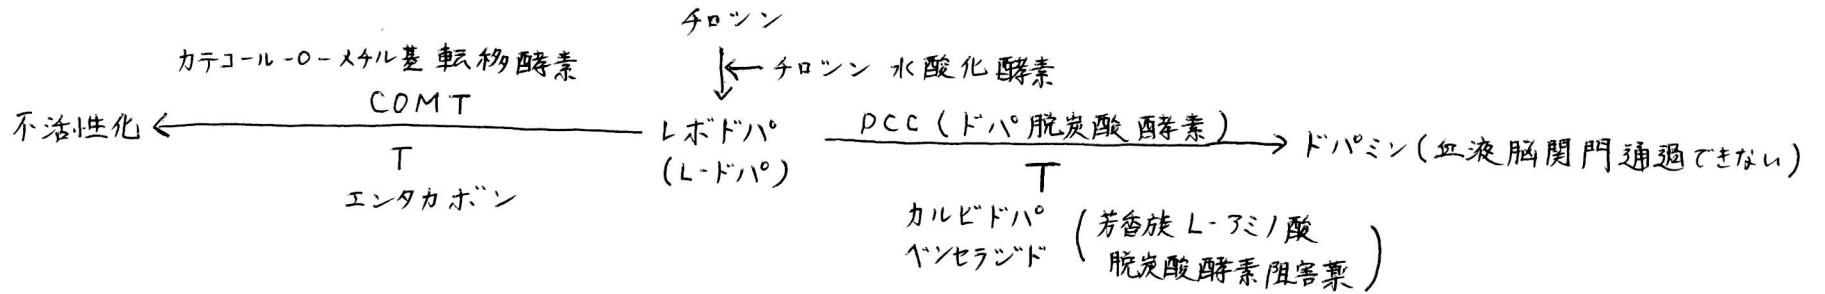 チロシン
チロシン 水酸化酵素
カテコール-O-メチル基 転移酵素
COMT
不活性化
T
エンタカポン
レボドパ
(L-ドパ)
DCC (ドパ脱炭酸酵素)
ドパミン(血液脳関門通過できない)
T
カルビドパ
ベンセラジド
(芳香族 L-アミノ酸
脱炭酸酵素阻害薬)